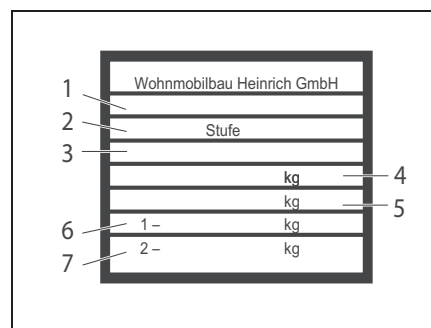 Wohnmobilbau Heinrich GmbH
1
2 Stufe
3
kg 4
kg 5
6 1 – kg
7 2 – kg